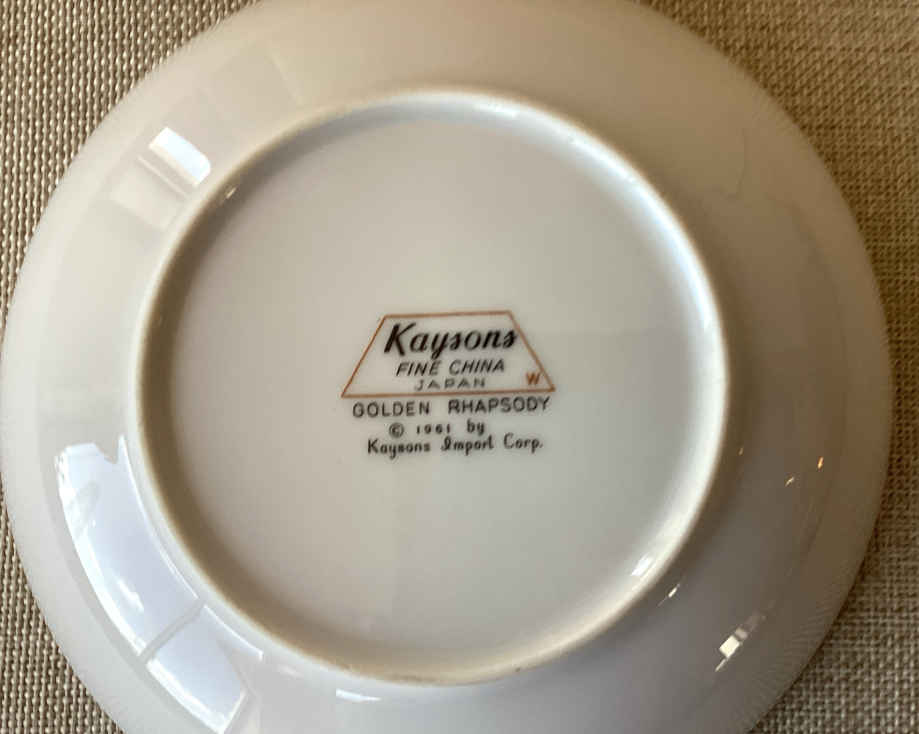 Kaysons
FINE CHINA
JAPAN W
GOLDEN RHAPSODY
© 1961 by
Kaysons Import Corp.